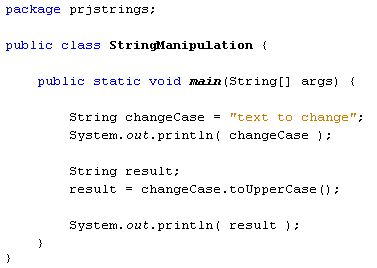 package prjstrings;
public class StringManipulation {
public static void main(String[] args) {
String changeCase = "text to change";
System.out.println( changeCase );
String result;
result = changeCase.toUpperCase();
System.out.println( result );
}
}